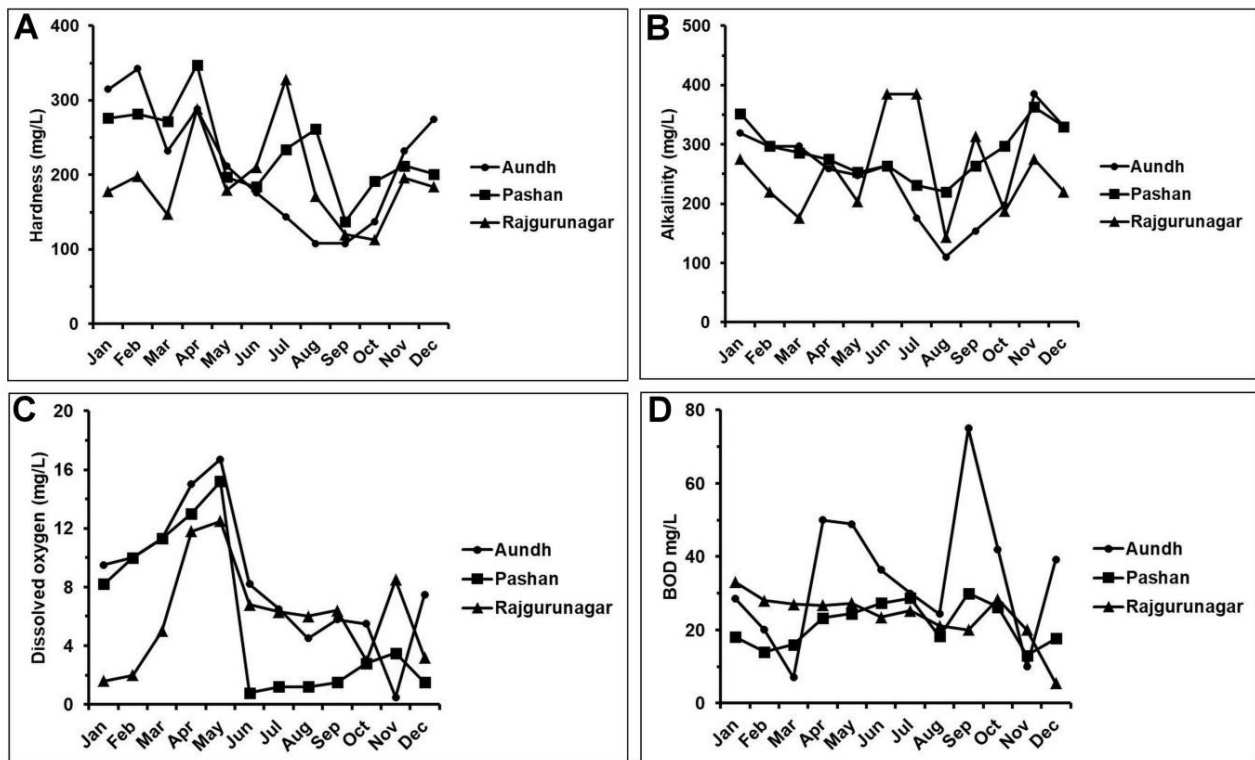 A
Hardness (mg/L)
400
300
200
100
0
Jan Feb Mar Apr May Jun Jul Aug Sep Oct Nov Dec
Aundh
Pashan
Rajgurunagar
B
Alkalinity (mg/L)
500
400
300
200
100
0
Jan Feb Mar Apr May Jun Jul Aug Sep Oct Nov Dec
Aundh
Pashan
Rajgurunagar
C
Dissolved oxygen (mg/L)
20
16
12
8
4
0
Jan Feb Mar Apr May Jun Jul Aug Sep Oct Nov Dec
Aundh
Pashan
Rajgurunagar
D
BOD mg/L
80
60
40
20
0
Jan Feb Mar Apr May Jun Jul Aug Sep Oct Nov Dec
Aundh
Pashan
Rajgurunagar